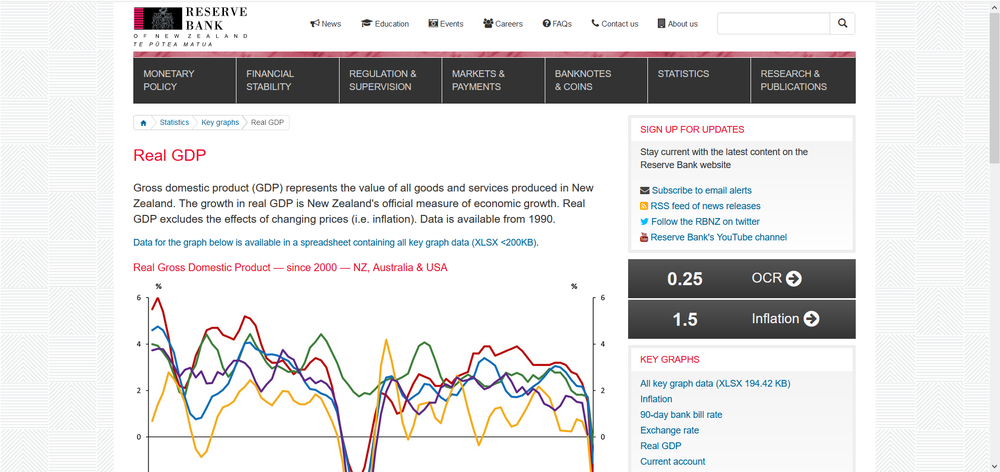 RESERVE
BANK
OF NEW ZEALAND
TE PŪTEA MATUA
News
Education
Events
Careers
FAQs
Contact us
About us
MONETARY
POLICY
FINANCIAL
STABILITY
REGULATION &
SUPERVISION
MARKETS &
PAYMENTS
BANKNOTES
& COINS
STATISTICS
RESEARCH &
PUBLICATIONS
Statistics
Key graphs
Real GDP
Real GDP
Gross domestic product (GDP) represents the value of all goods and services produced in New
Zealand. The growth in real GDP is New Zealand's official measure of economic growth. Real
GDP excludes the effects of changing prices (i.e. inflation). Data is available from 1990.
Data for the graph below is available in a spreadsheet containing all key graph data (XLSX <200KB).
Real Gross Domestic Product — since 2000 — NZ, Australia & USA
% %
6 6
4 4
2 2
0 0
SIGN UP FOR UPDATES
Stay current with the latest content on the
Reserve Bank website
Subscribe to email alerts
RSS feed of news releases
Follow the RBNZ on twitter
You
Tube
Reserve Bank's YouTube channel
0.25 OCR
1.5 Inflation
KEY GRAPHS
All key graph data (XLSX 194.42 KB)
Inflation
90-day bank bill rate
Exchange rate
Real GDP
Current account